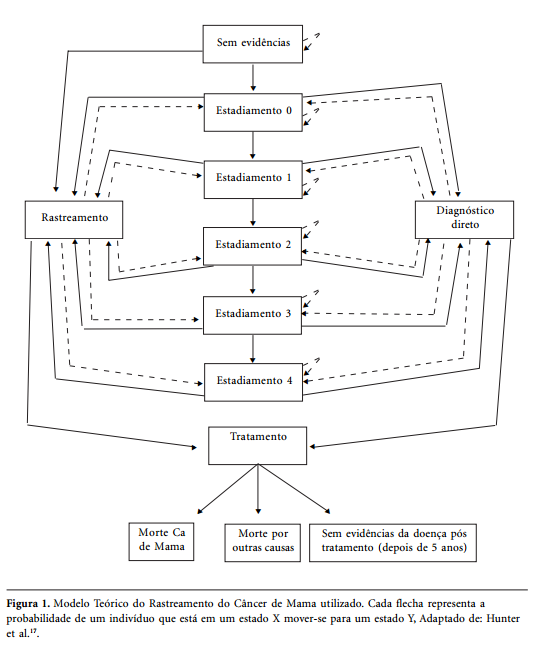 Sem evidências
Estadiamento 0
Estadiamento 1
Rastreamento
Diagnóstico
direto
Estadiamento 2
Estadiamento 3
Estadiamento 4
Tratamento
Morte Ca
de Mama
Morte por
outras causas
Sem evidências da doença pós
tratamento (depois de 5 anos)
Figura 1. Modelo Teórico do Rastreamento do Câncer de Mama utilizado. Cada flecha representa a
probabilidade de um indivíduo que está em um estado X mover-se para um estado Y, Adaptado de: Hunter
et al.¹⁷.